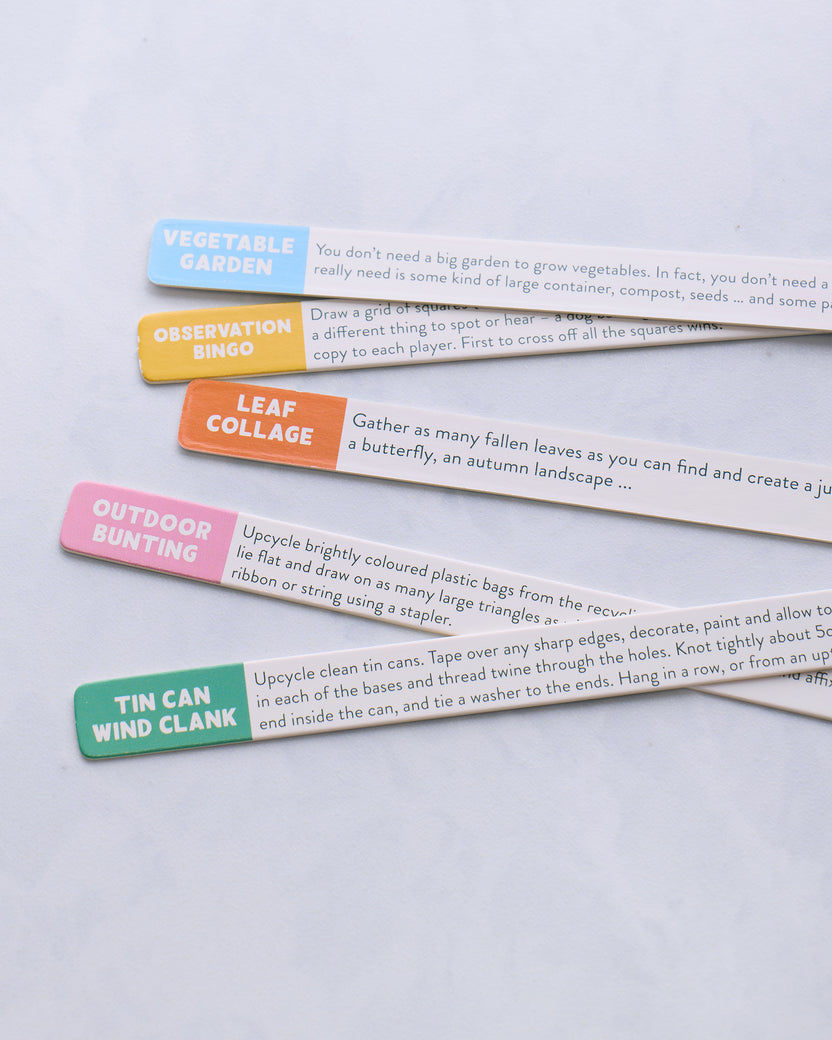 VEGETABLE
GARDEN
You don't need a big garden to grow vegetables. In fact, you don't need a
really need is some kind of large container, compost, seeds ... and some
OBSERVATION
BINGO
Draw a grid of squares
a different thing to spot or hear – a dog
copy to each player. First to cross off all the squares wins.
LEAF
COLLAGE
Gather as many fallen leaves as you can find and create a
a butterfly, an autumn landscape ...
OUTDOOR
BUNTING
Upcycle brightly coloured plastic bags from the
lie flat and draw on as many large triangles as
ribbon or string using a stapler.
TIN CAN
WIND CLANK
Upcycle clean tin cans. Tape over any sharp edges, decorate, paint and allow to
in each of the bases and thread twine through the holes. Knot tightly about
end inside the can, and tie a washer to the ends. Hang in a row, or from an